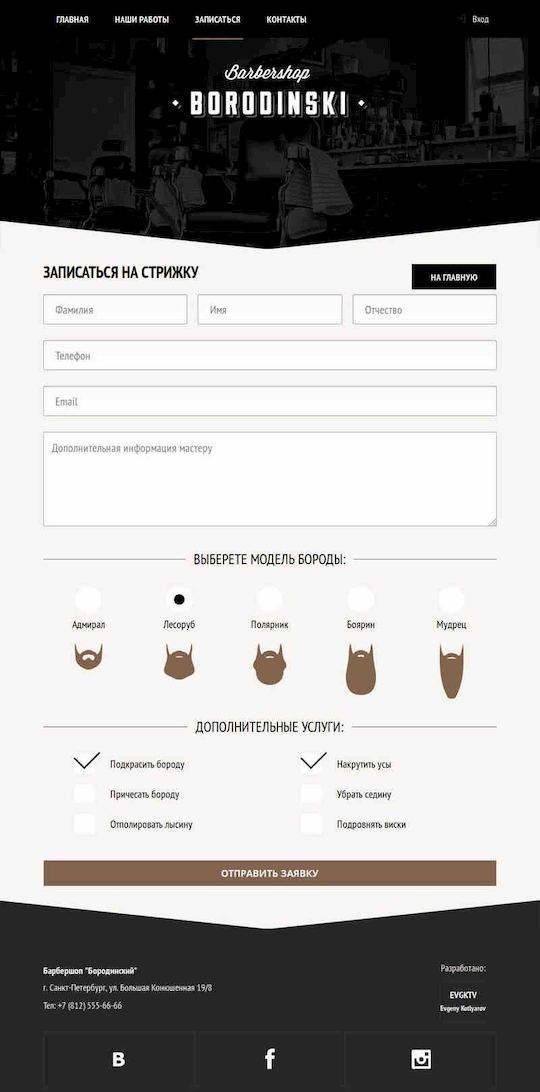 ГЛАВНАЯ НАШИ РАБОТЫ ЗАПИСАТЬСЯ КОНТАКТЫ Вход
Barbershop
BORODINSKI
ЗАПИСАТЬСЯ НА СТРИЖКУ НА ГЛАВНУЮ
Фамилия Имя Отчество
Телефон
Email
Дополнительная информация мастеру
ВЫБЕРЕТЕ МОДЕЛЬ БОРОДЫ:
Адмирал Лесоруб Полярник Боярин Мудрец
ДОПОЛНИТЕЛЬНЫЕ УСЛУГИ:
Подкрасить бороду Накрутить усы
Причесать бороду Убрать седину
Отполировать лысину Подровнять виски
ОТПРАВИТЬ ЗАЯВКУ
Барбершоп "Бородинский" Разработано:
г. Санкт-Петербург, ул. Большая Конюшенная 19/8
EVGKTV
Тел: +7 (812) 555-66-66
Evgeny Kotlyarov
B f